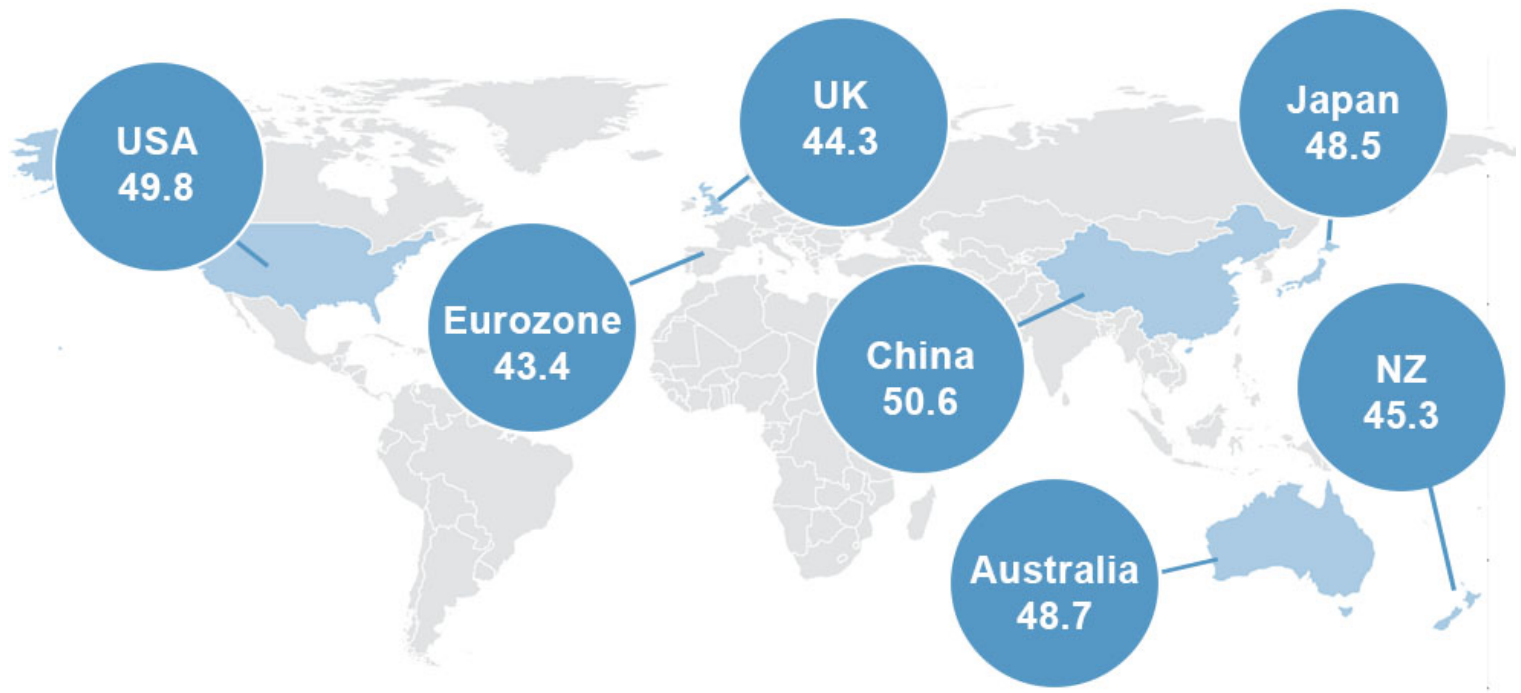 USA
49.8
UK
44.3
Japan
48.5
Eurozone
43.4
China
50.6
NZ
45.3
Australia
48.7